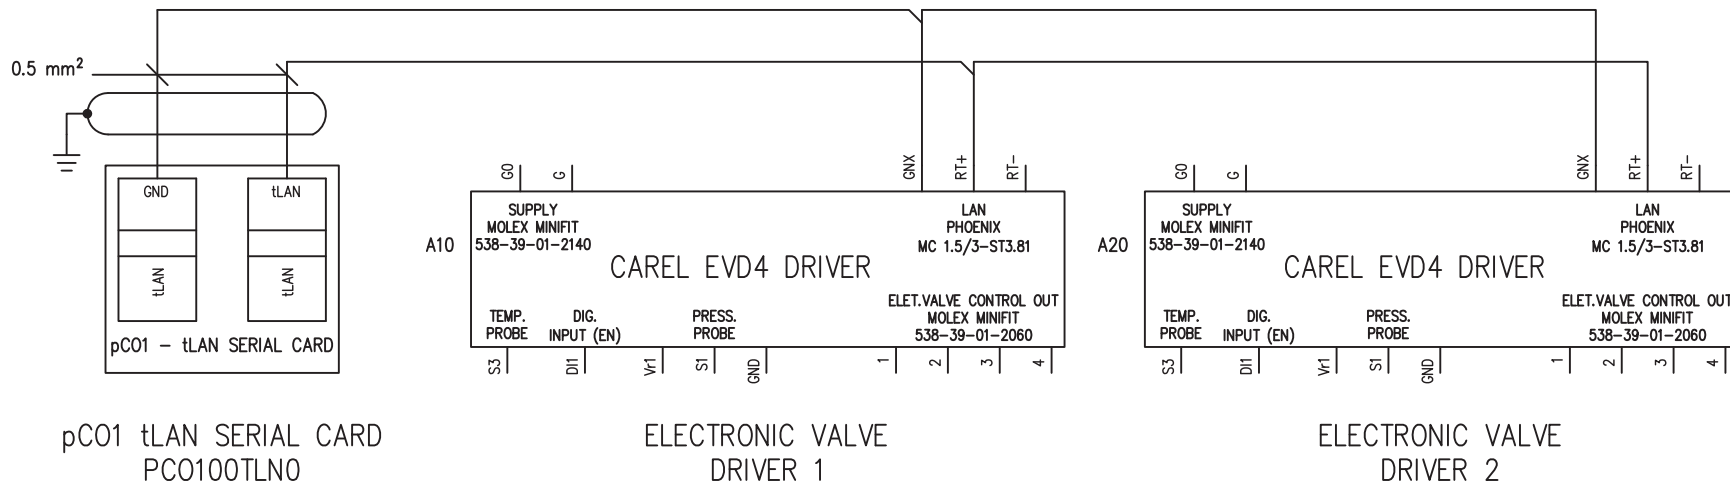 0.5 mm²
GND
tLAN
tLAN
tLAN
pCO1 – tLAN SERIAL CARD
pCO1 tLAN SERIAL CARD
PCO100TLN0
G0
G
GNX
RT+
RT-
A10
SUPPLY
MOLEX MINIFIT
538-39-01-2140
LAN
PHOENIX
MC 1.5/3-ST3.81
CAREL EVD4 DRIVER
TEMP.
PROBE
DIG.
INPUT (EN)
PRESS.
PROBE
ELET.VALVE CONTROL OUT
MOLEX MINIFIT
538-39-01-2060
S3
DI1
Vr1
S1
GND
1
2
3
4
ELECTRONIC VALVE
DRIVER 1
G0
G
GNX
RT+
RT-
A20
SUPPLY
MOLEX MINIFIT
538-39-01-2140
LAN
PHOENIX
MC 1.5/3-ST3.81
CAREL EVD4 DRIVER
TEMP.
PROBE
DIG.
INPUT (EN)
PRESS.
PROBE
ELET.VALVE CONTROL OUT
MOLEX MINIFIT
538-39-01-2060
S3
DI1
Vr1
S1
GND
1
2
3
4
ELECTRONIC VALVE
DRIVER 2